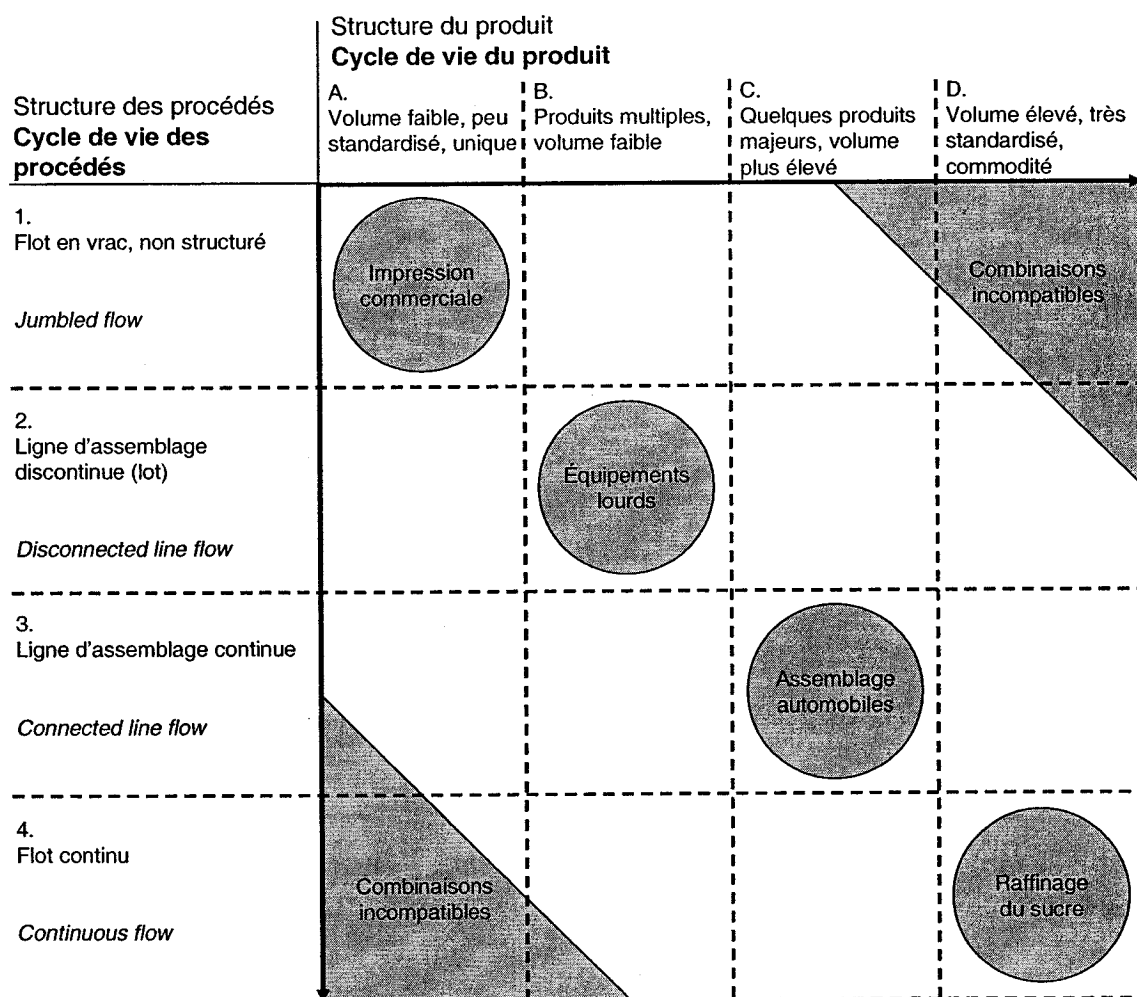 Structure du produit
Cycle de vie du produit
Structure des procédés
Cycle de vie des
procédés
A.
Volume faible, peu
standardisé, unique
B.
Produits multiples,
volume faible
C.
Quelques produits
majeurs, volume
plus élevé
D.
Volume élevé, très
standardisé,
commodité
1.
Flot en vrac, non structuré
Jumbled flow
Impression
commerciale
Combinaisons
incompatibles
2.
Ligne d'assemblage
discontinue (lot)
Disconnected line flow
Équipements
lourds
3.
Ligne d'assemblage continue
Connected line flow
Assemblage
automobiles
4.
Flot continu
Continuous flow
Combinaisons
incompatibles
Raffinage
du sucre